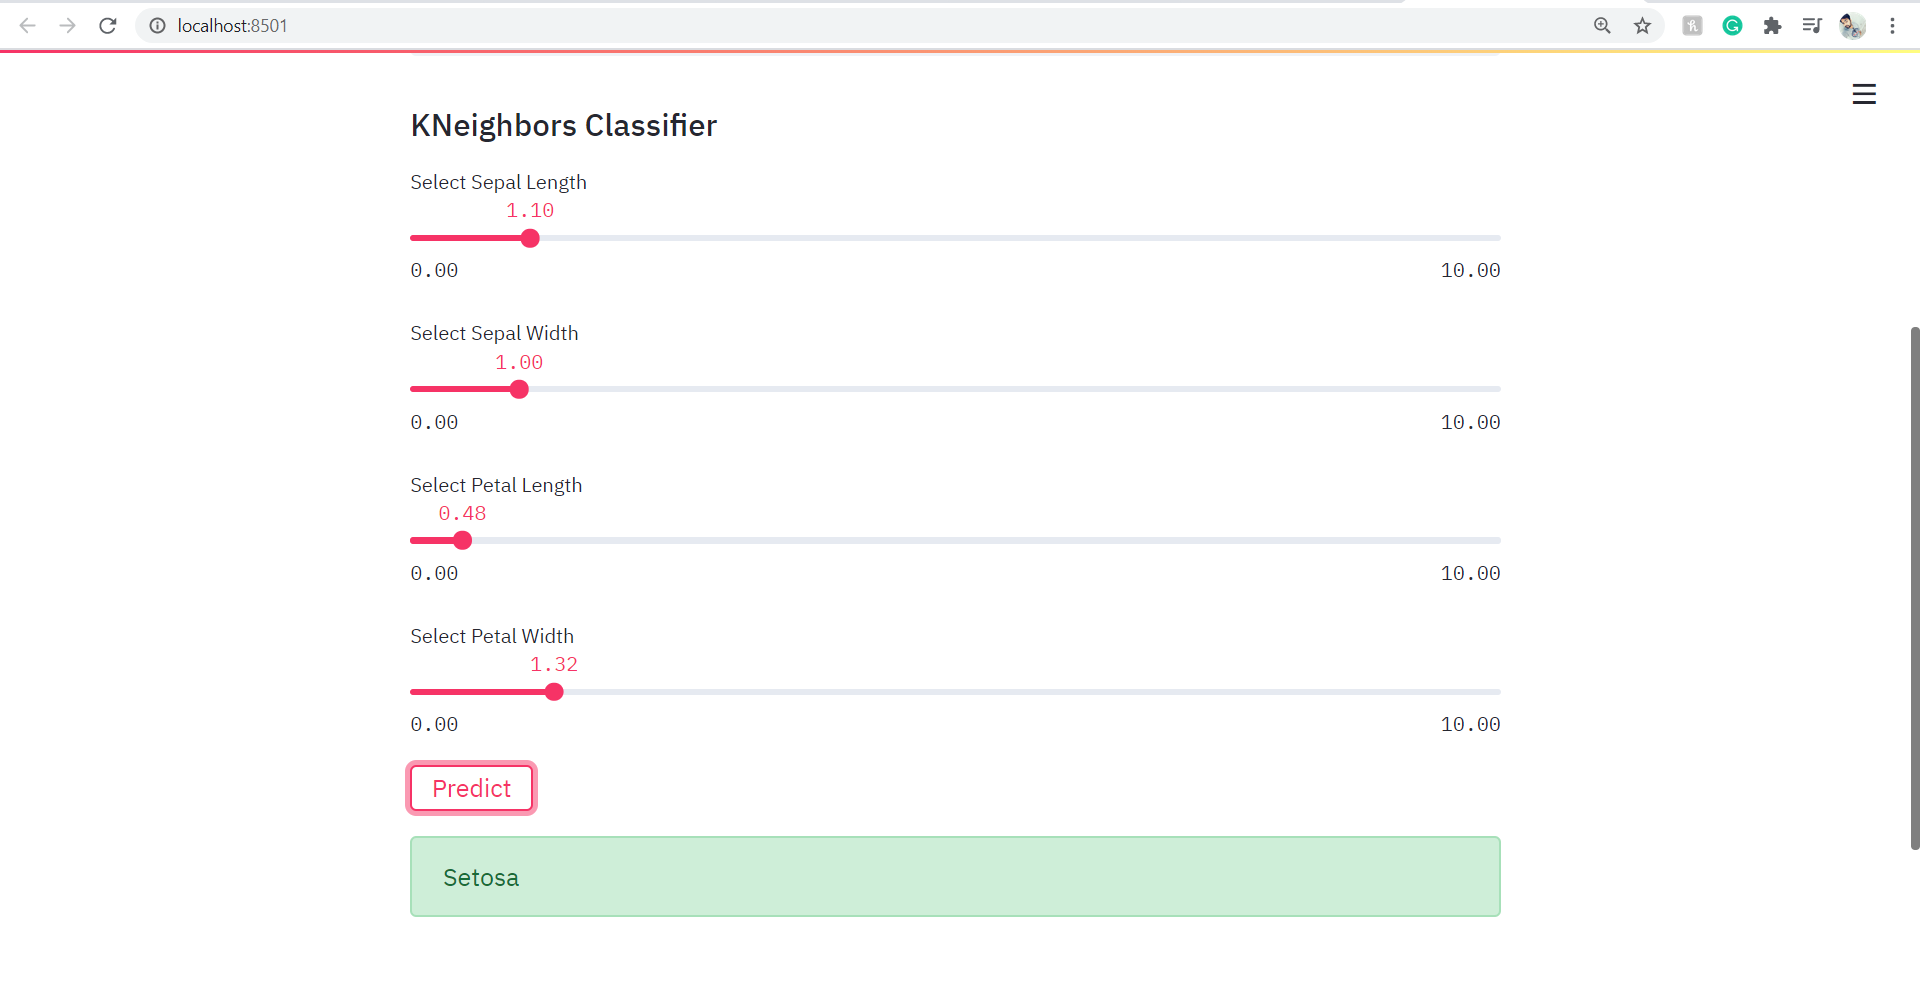 localhost:8501
KNeighbors Classifier
Select Sepal Length
1.10
0.00 10.00
Select Sepal Width
1.00
0.00 10.00
Select Petal Length
0.48
0.00 10.00
Select Petal Width
1.32
0.00 10.00
Predict
Setosa